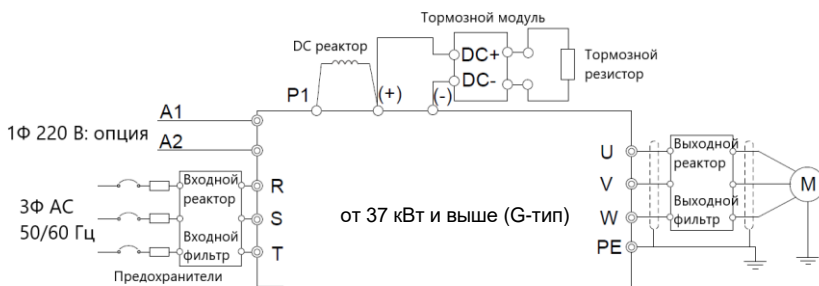 Тормозной модуль
DC реактор
DC+
DC-
Тормозной
резистор
P1
(+)
(-)
A1
1Ф 220 В: опция
A2
3Ф AC
50/60 Гц
Входной
реактор
Входной
фильтр
Предохранители
R
S
T
от 37 кВт и выше (G-тип)
U
V
W
PE
Выходной
реактор
Выходной
фильтр
M